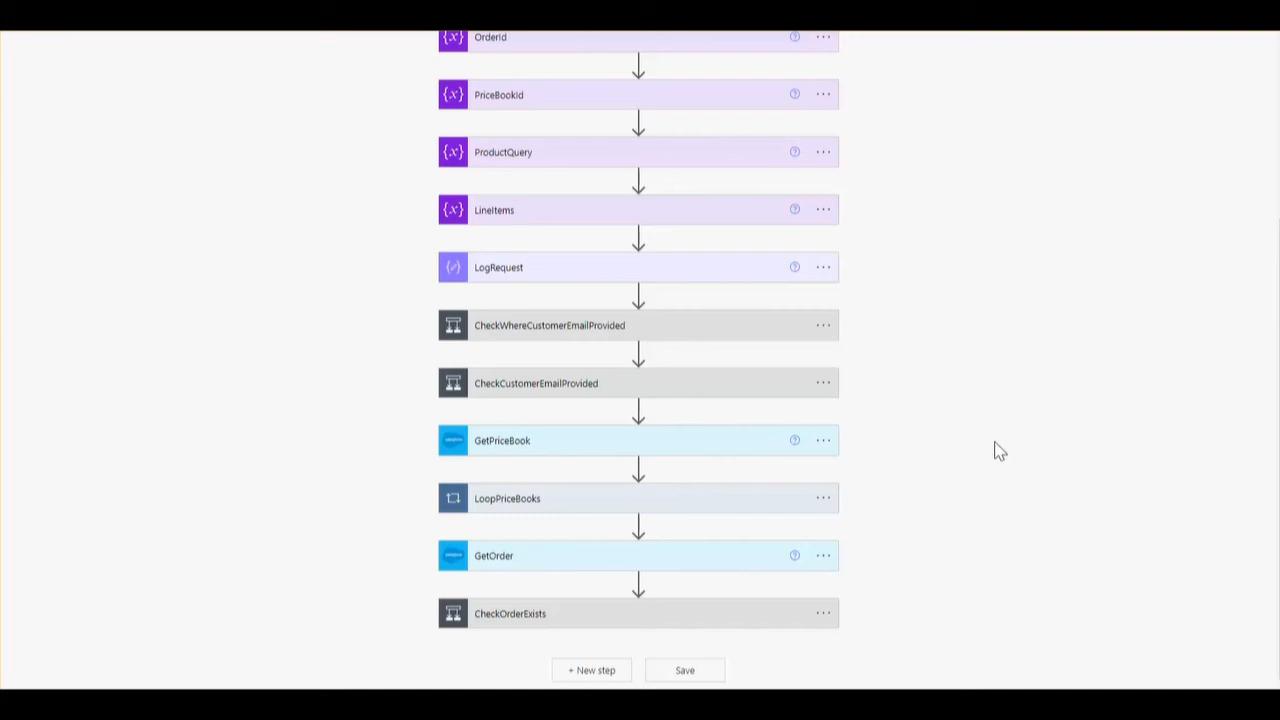 OrderId
PriceBookId
ProductQuery
LineItems
LogRequest
CheckWhereCustomerEmailProvided
CheckCustomerEmailProvided
GetPriceBook
LoopPriceBooks
GetOrder
CheckOrderExists
+ New step
Save